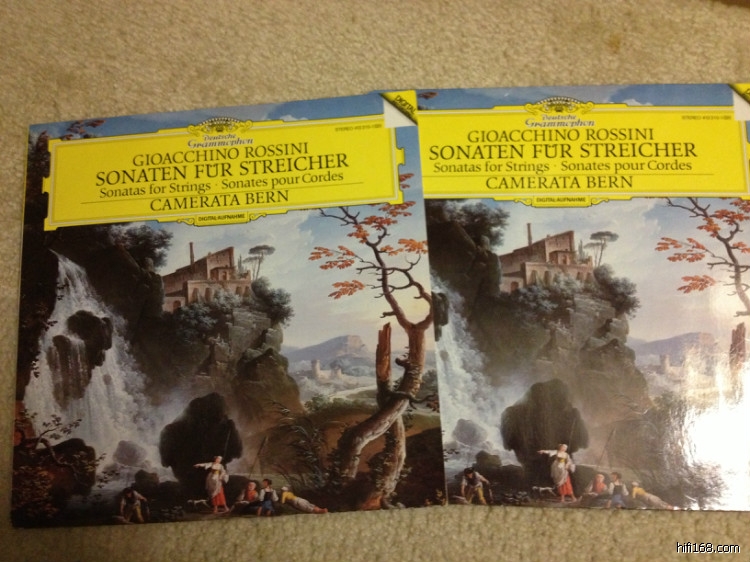 Deutsche
Grammophon
DIGITAL
GIOACCHINO ROSSINI
SONATEN FÜR STREICHER
Sonatas for Strings · Sonates pour Cordes
CAMERATA BERN
DIGITAL-AUFNAHME
Deutsche
Grammophon
GIOACCHINO ROSSINI
SONATEN FÜR STREICHER
Sonatas for Strings · Sonates pour Cordes
CAMERATA BERN
DIGITAL-AUFNAHME
hifi168.com